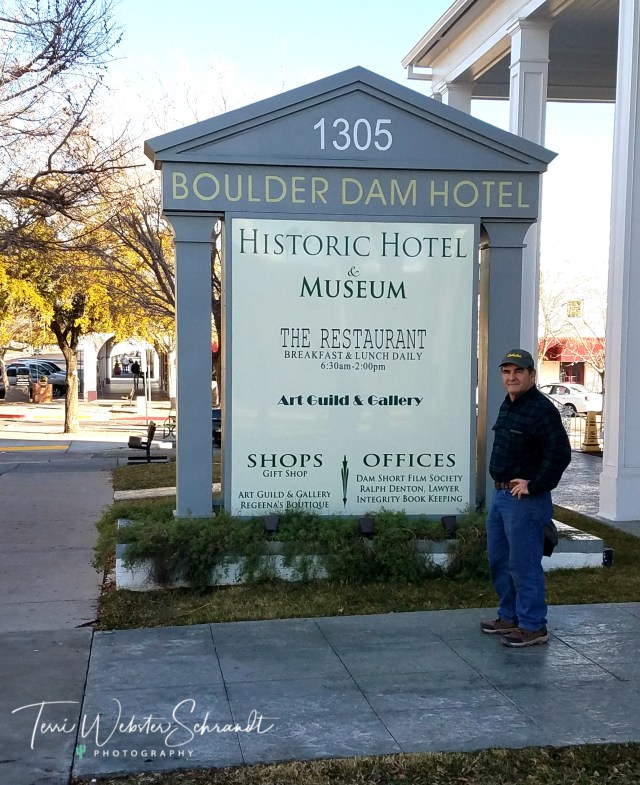 1305
BOULDER DAM HOTEL
HISTORIC HOTEL
&
MUSEUM
THE RESTAURANT
BREAKFAST & LUNCH DAILY
6:30am-2:00pm
Art Guild & Gallery
SHOPS
GIFT SHOP
ART GUILD & GALLERY
REGEENA'S BOUTIQUE
OFFICES
DAM SHORT FILM SOCIETY
RALPH DENTON, LAWYER
INTEGRITY BOOK KEEPING
Terri Webster Schrandt
PHOTOGRAPHY